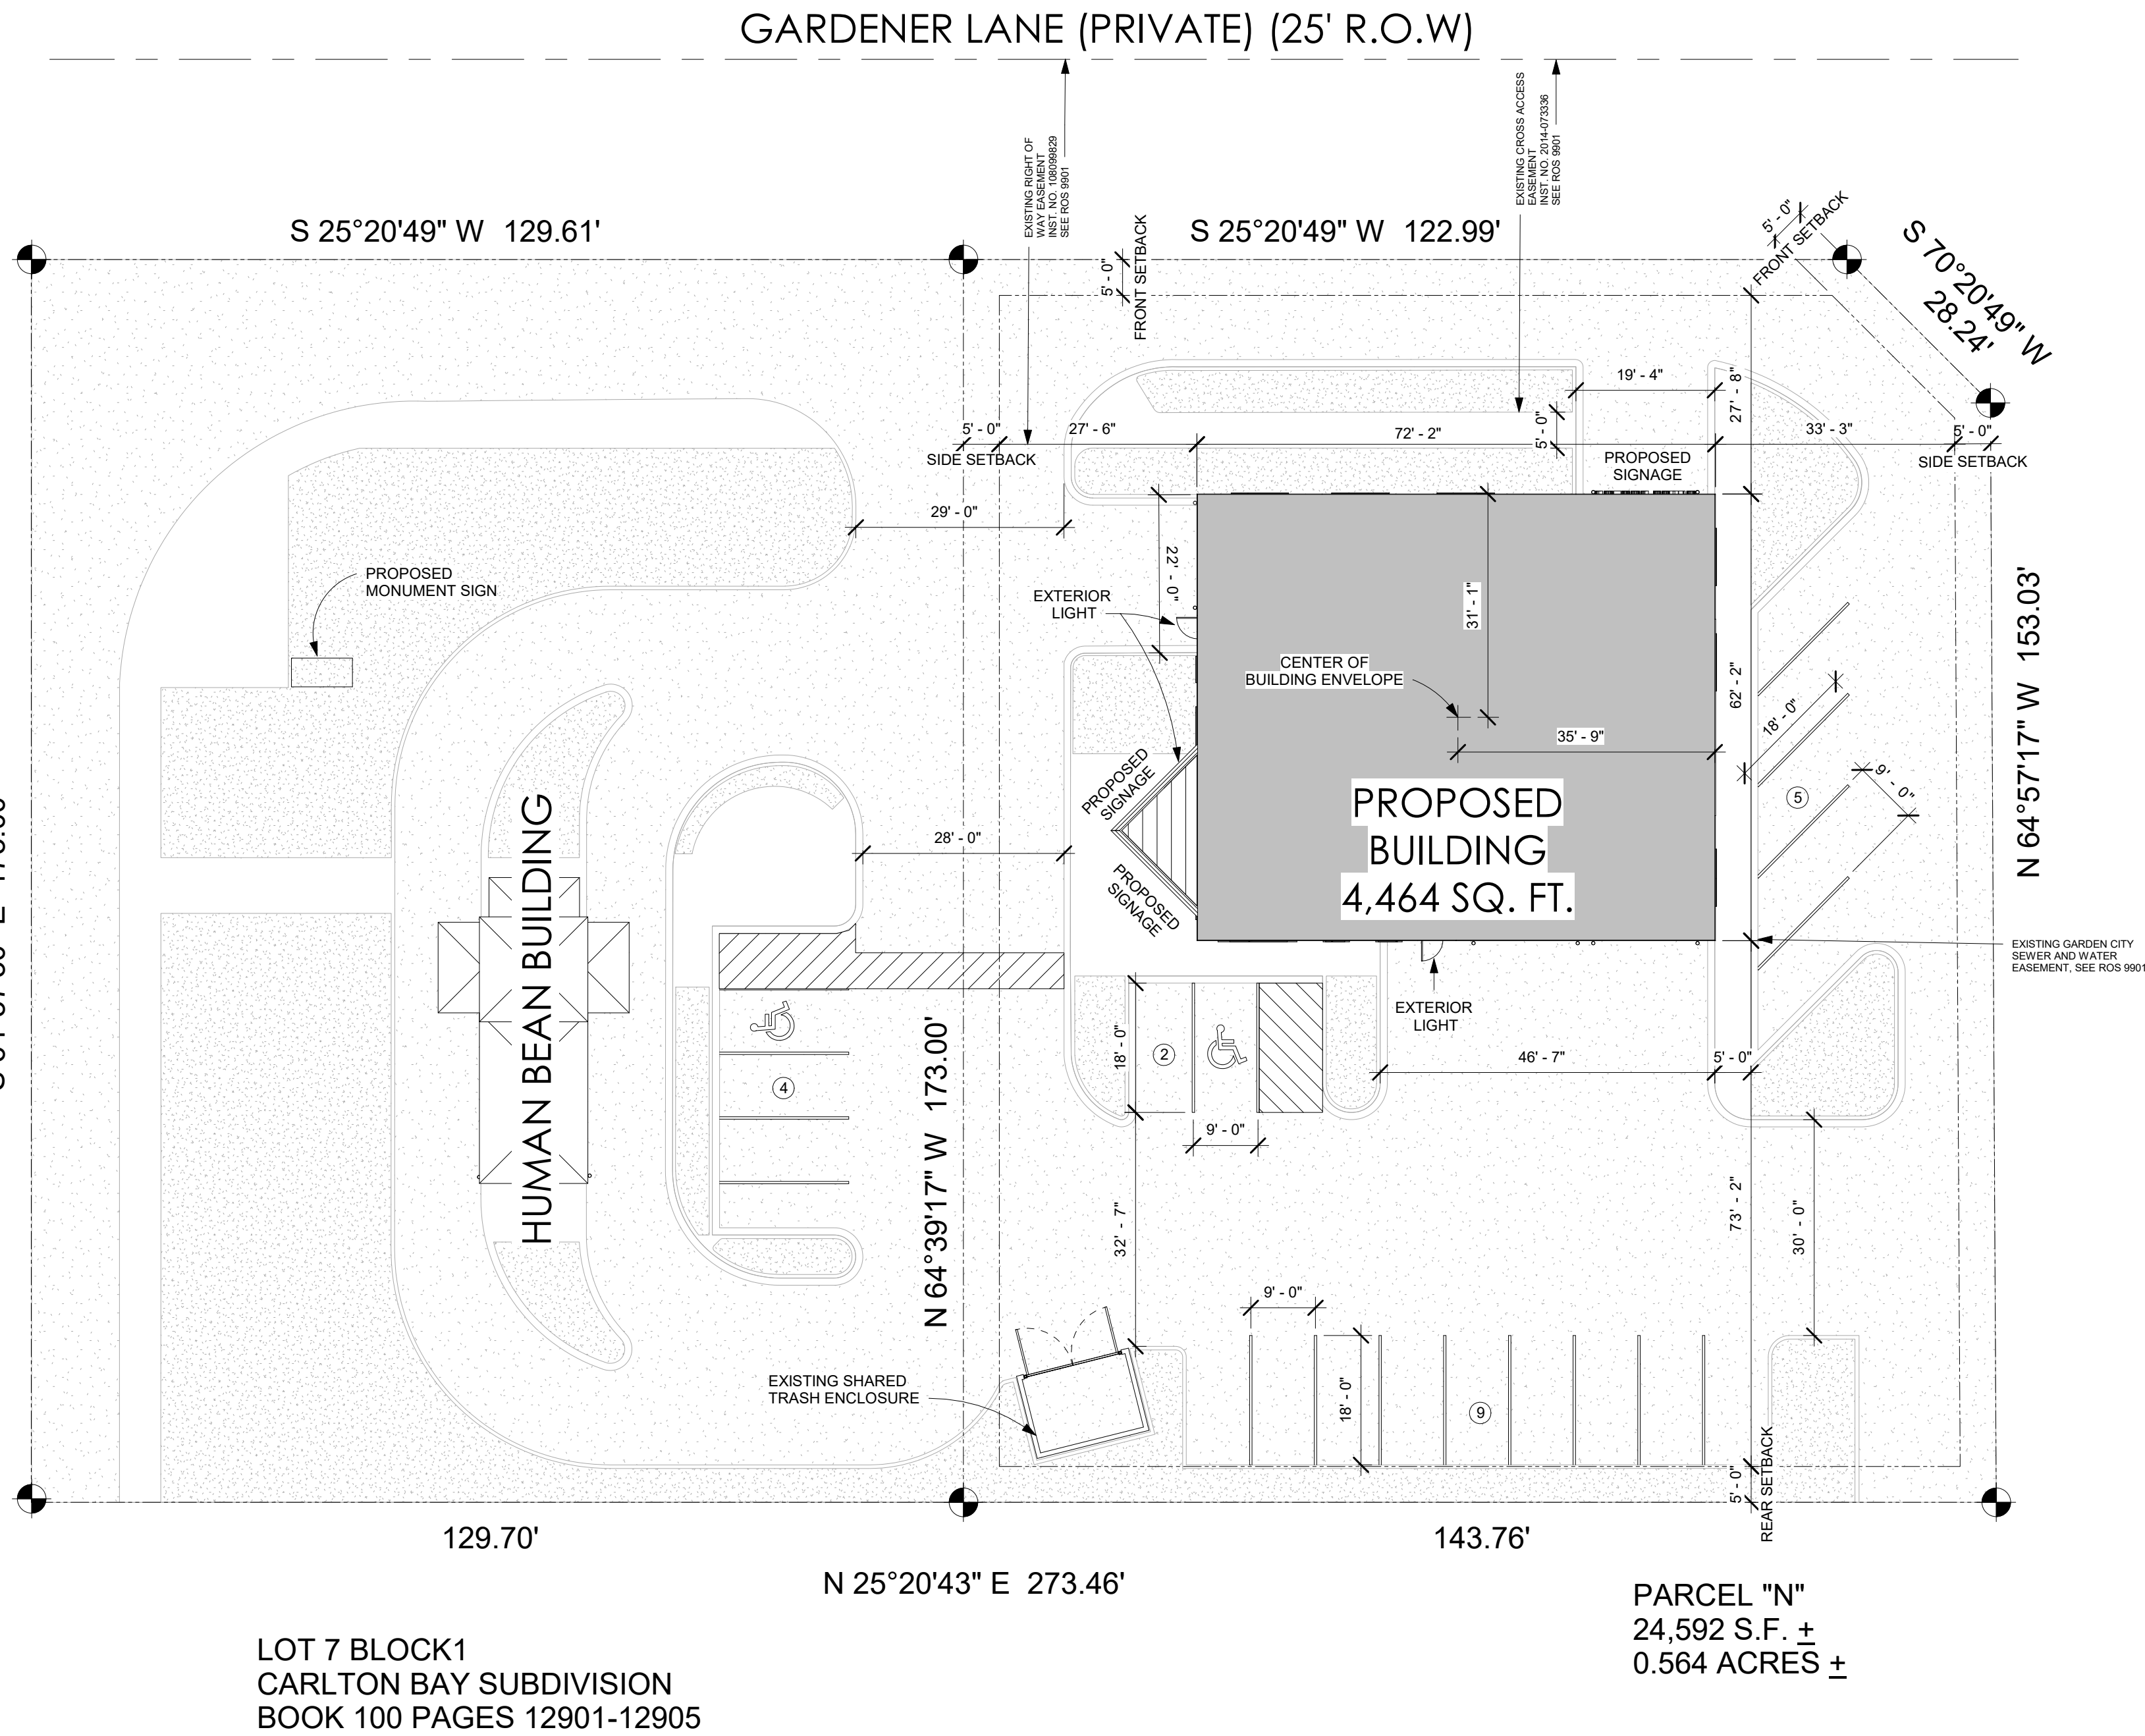 GARDENER LANE (PRIVATE) (25' R.O.W)
EXISTING RIGHT OF
WAY EASEMENT
INST. NO. 108099829
SEE ROS 9901
EXISTING CROSS ACCESS
EASEMENT
INST. NO. 2014-073336
SEE ROS 9901
S 25°20'49" W 129.61'
S 25°20'49" W 122.99'
5' - 0"
FRONT SETBACK
5' - 0"
FRONT SETBACK
S 70°20'49" W
28.24'
19' - 4"
27' - 8"
5' - 0"
27' - 6"
72' - 2"
5' - 0"
33' - 3"
5' - 0"
SIDE SETBACK
PROPOSED
SIGNAGE
SIDE SETBACK
29' - 0"
22' - 0"
PROPOSED
MONUMENT SIGN
EXTERIOR
LIGHT
31' - 1"
CENTER OF
BUILDING ENVELOPE
62' - 2"
18' - 0"
35' - 9"
9' - 0"
5
N 64°57'17" W 153.03'
PROPOSED
SIGNAGE
PROPOSED
SIGNAGE
PROPOSED
BUILDING
4,464 SQ. FT.
28' - 0"
HUMAN BEAN BUILDING
EXISTING GARDEN CITY
SEWER AND WATER
EASEMENT, SEE ROS 9901
EXTERIOR
LIGHT
18' - 0"
2
46' - 7"
5' - 0"
4
9' - 0"
N 64°39'17" W 173.00'
32' - 7"
73' - 2"
30' - 0"
9' - 0"
EXISTING SHARED
TRASH ENCLOSURE
18' - 0"
9
5' - 0"
REAR SETBACK
129.70'
143.76'
N 25°20'43" E 273.46'
PARCEL "N"
24,592 S.F. ±
0.564 ACRES ±
LOT 7 BLOCK1
CARLTON BAY SUBDIVISION
BOOK 100 PAGES 12901-12905